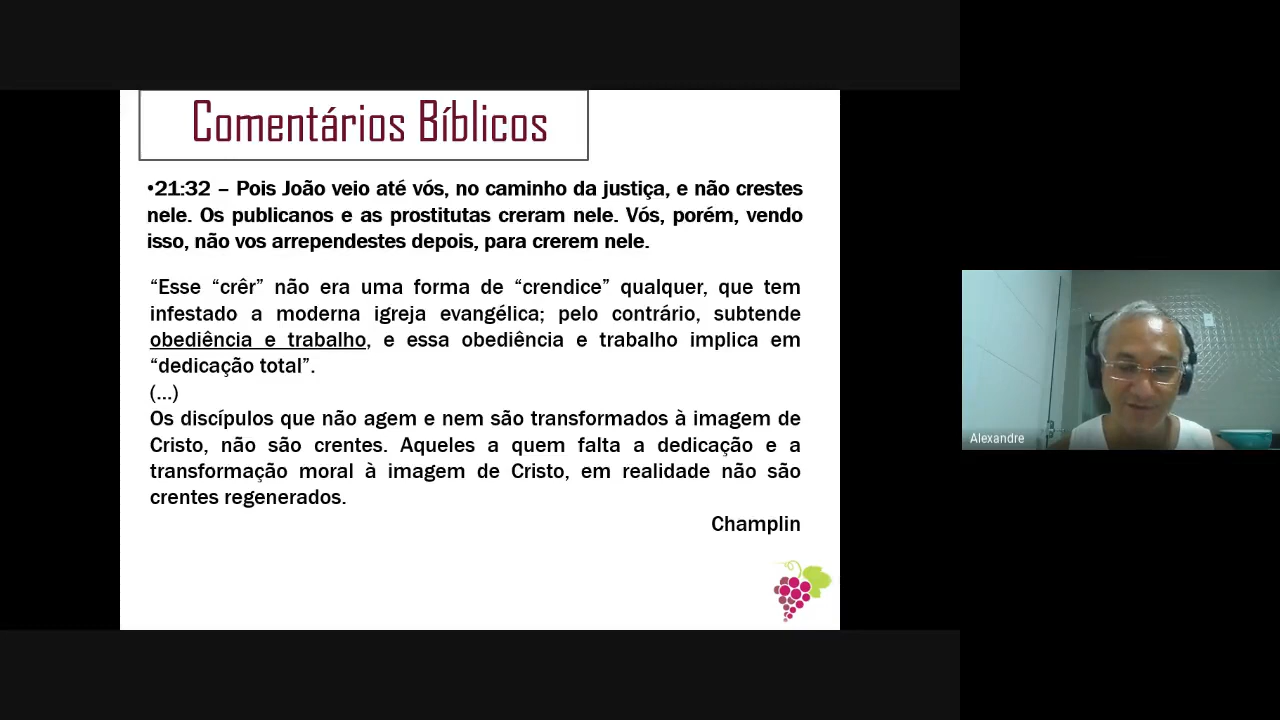 Comentários Bíblicos
•21:32 – Pois João veio até vós, no caminho da justiça, e não crestes
nele. Os publicanos e as prostitutas creram nele. Vós, porém, vendo
isso, não vos arrependestes depois, para crerem nele.
“Esse “crêr” não era uma forma de “crendice” qualquer, que tem
infestado a moderna igreja evangélica; pelo contrário, subtende
obediência e trabalho, e essa obediência e trabalho implica em
“dedicação total”.
(...)
Os discípulos que não agem e nem são transformados à imagem de
Cristo, não são crentes. Aqueles a quem falta a dedicação e a
transformação moral à imagem de Cristo, em realidade não são
crentes regenerados.
Champlin
Alexandre